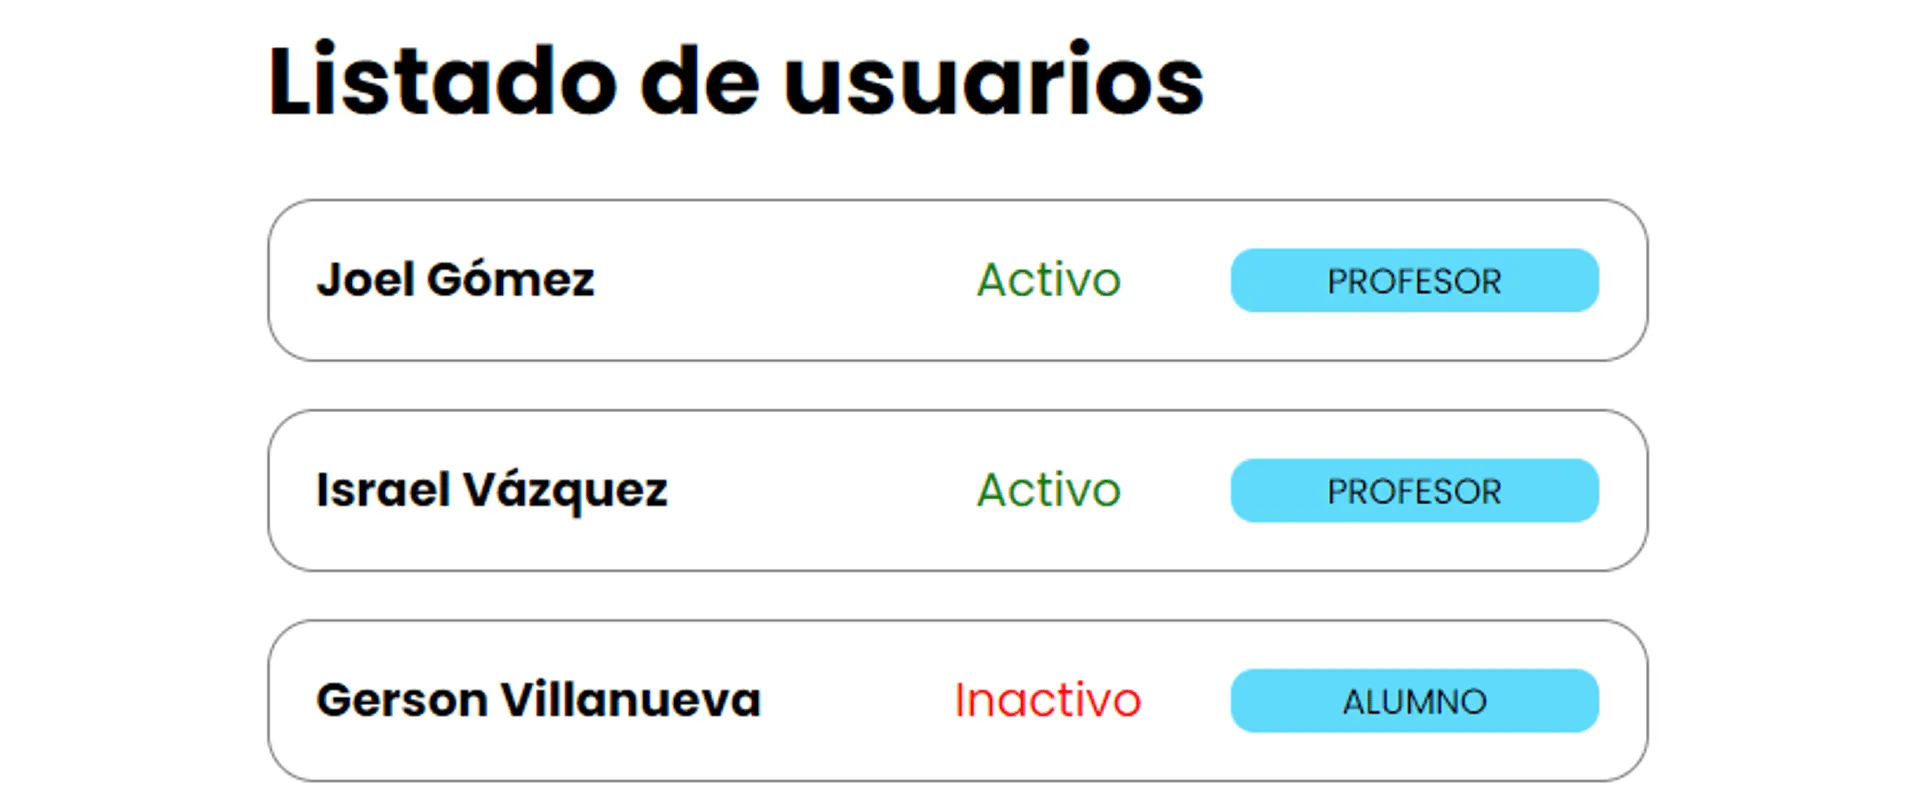 Listado de usuarios
Joel Gómez Activo PROFESOR
Israel Vázquez Activo PROFESOR
Gerson Villanueva Inactivo ALUMNO